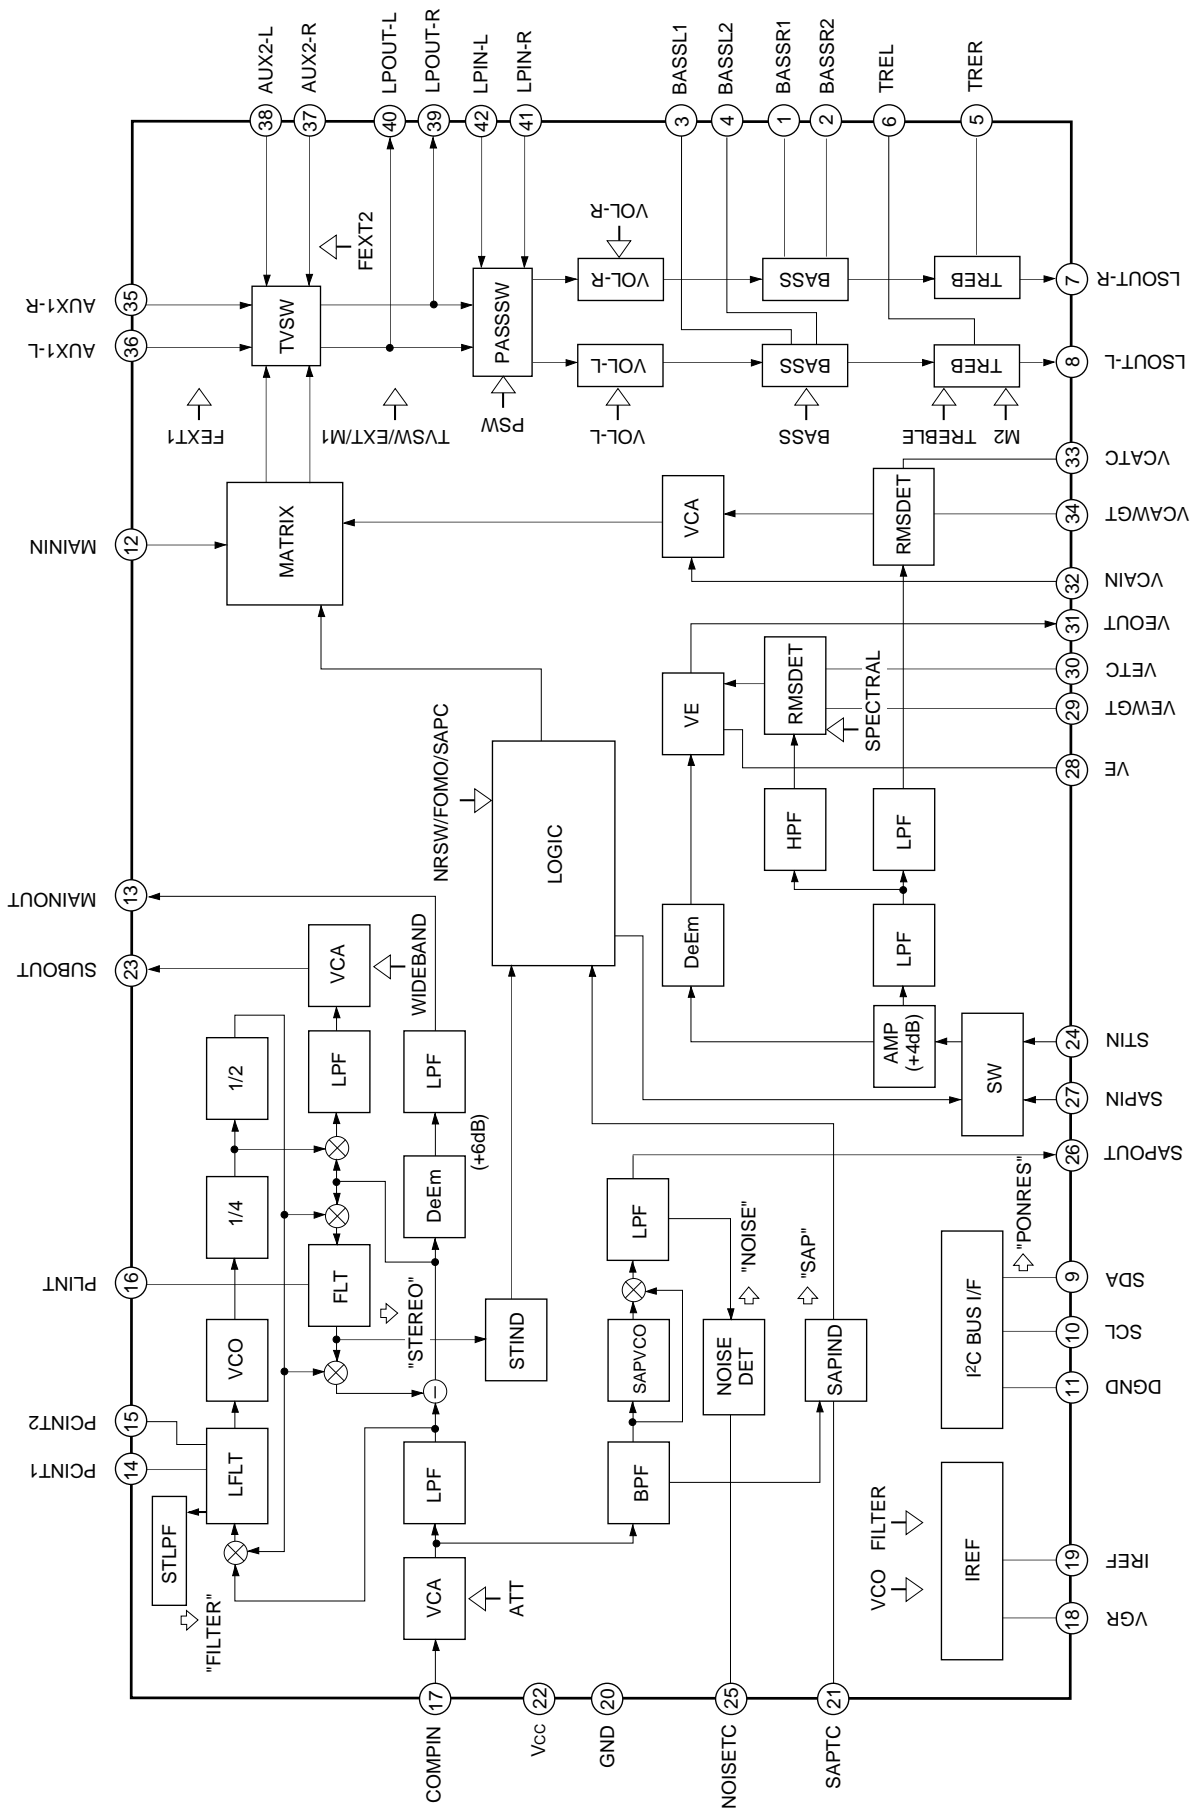 AUX2-L
38
AUX2-R
37
LPOUT-L
40
LPOUT-R
39
LPIN-L
42
LPIN-R
41
BASSL1
3
BASSL2
4
BASSR1
1
BASSR2
2
TREL
6
TRER
5
AUX1-R
35
AUX1-L
36
FEXT1
TVSW
FEXT2
TVSW/EXT/M1
PASSSW
PSW
VOL-R
VOL-R
VOL-L
VOL-L
BASS
BASS
BASS
TREB
TREB
TREBLE
M2
7
LSOUT-R
8
LSOUT-L
MAININ
12
MATRIX
VCA
RMSDET
33
VCATC
34
VCAWGT
32
VCAIN
31
VEOUT
30
VETC
29
VEWGT
28
VE
VE
RMSDET
SPECTRAL
HPF
LPF
NRSW/FOMO/SAPC
LOGIC
DeEm
LPF
AMP
(+4dB)
SW
24
STIN
27
SAPIN
26
SAPOUT
MAINOUT
13
SUBOUT
23
VCA
WIDEBAND
1/2
LPF
LPF
(+6dB)
1/4
DeEm
PLINT
16
FLT
"STEREO"
STIND
VCO
PCINT2
15
PCINT1
14
LFLT
STLPF
"FILTER"
LPF
VCA
ATT
LPF
SAPVCO
BPF
NOISE
DET
"NOISE"
SAPIND
"SAP"
I²C BUS I/F
"PONRES"
9
SDA
10
SCL
11
DGND
IREF
VCO
FILTER
19
IREF
18
VGR
17
COMPIN
22
Vcc
20
GND
25
NOISETC
21
SAPTC